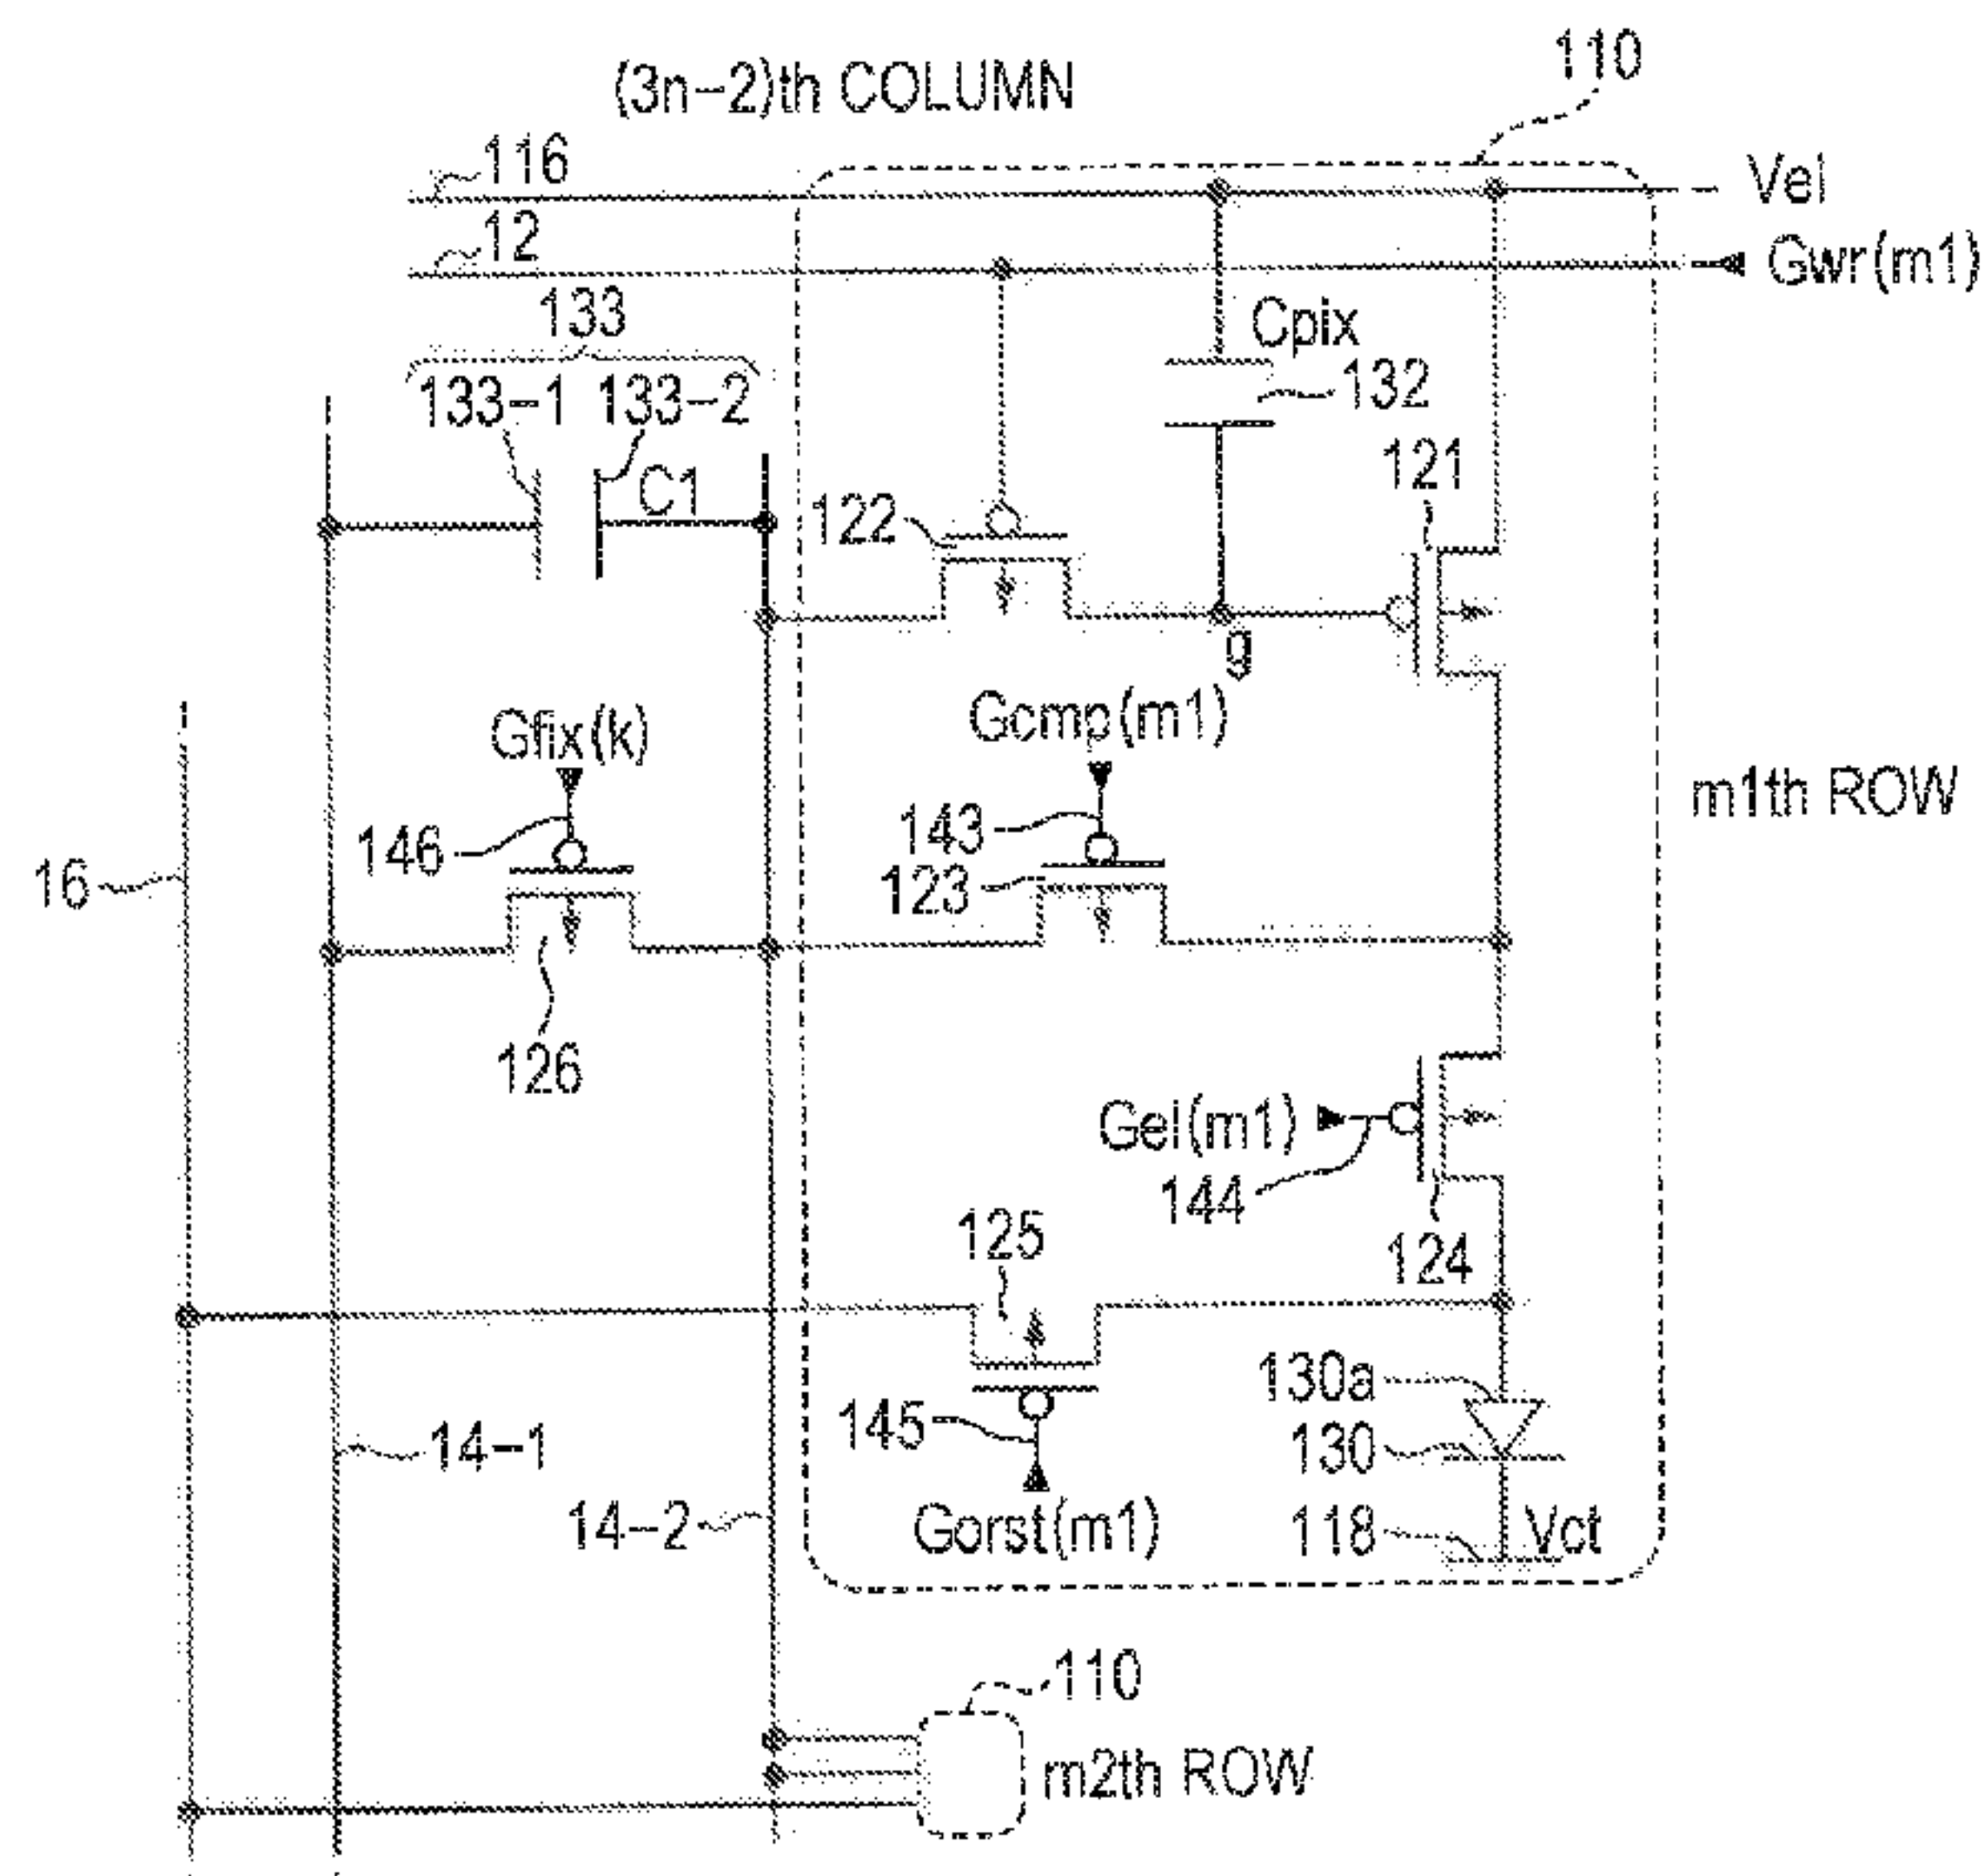 110
(3n-2)th COLUMN
116
Vel
12
Gwr(m1)
133
Cpix
133-1 133-2
132
C1
121
122
g
Gfix(k)
Gcmp(m1)
m1th ROW
146
143
16
123
126
Gel(m1)
144
125
124
130a
145
14-1
130
14-2
Gorst(m1)
118
Vct
110
m2th ROW